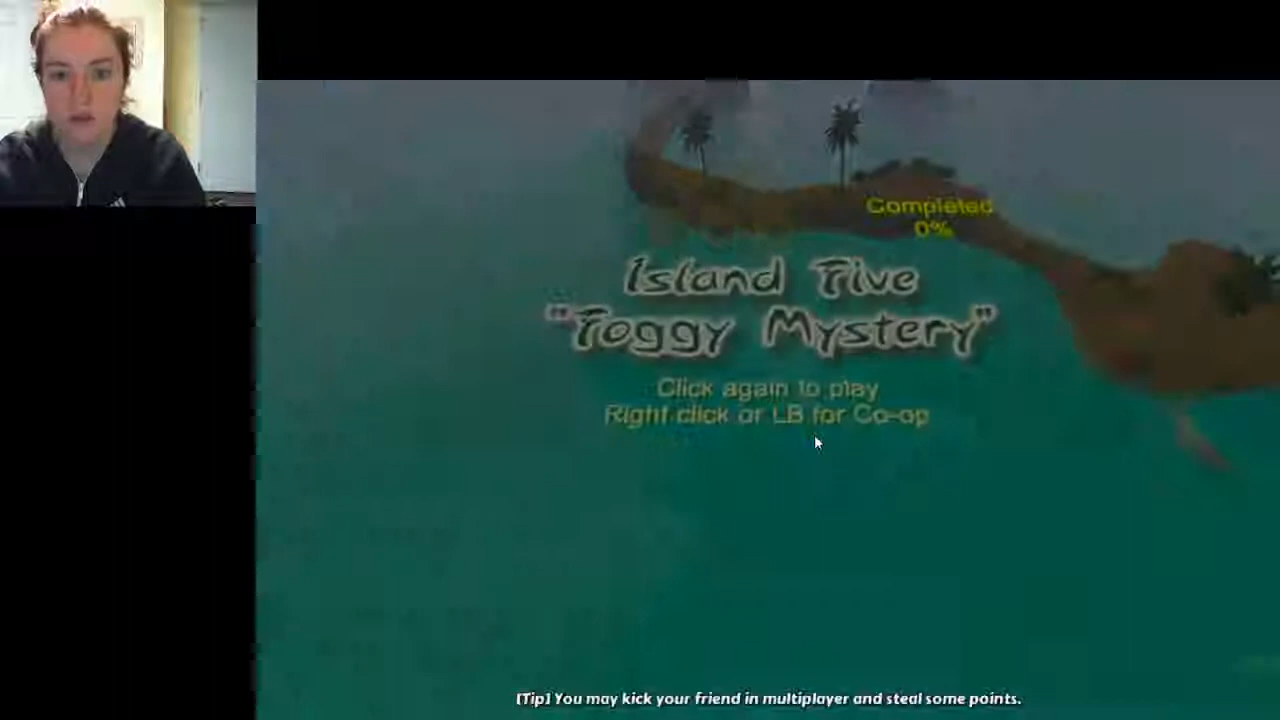 Completed
0%
Island Five
"Foggy Mystery"
Click again to play
Right click or LB for Co-op
[Tip] You may kick your friend in multiplayer and steal some points.